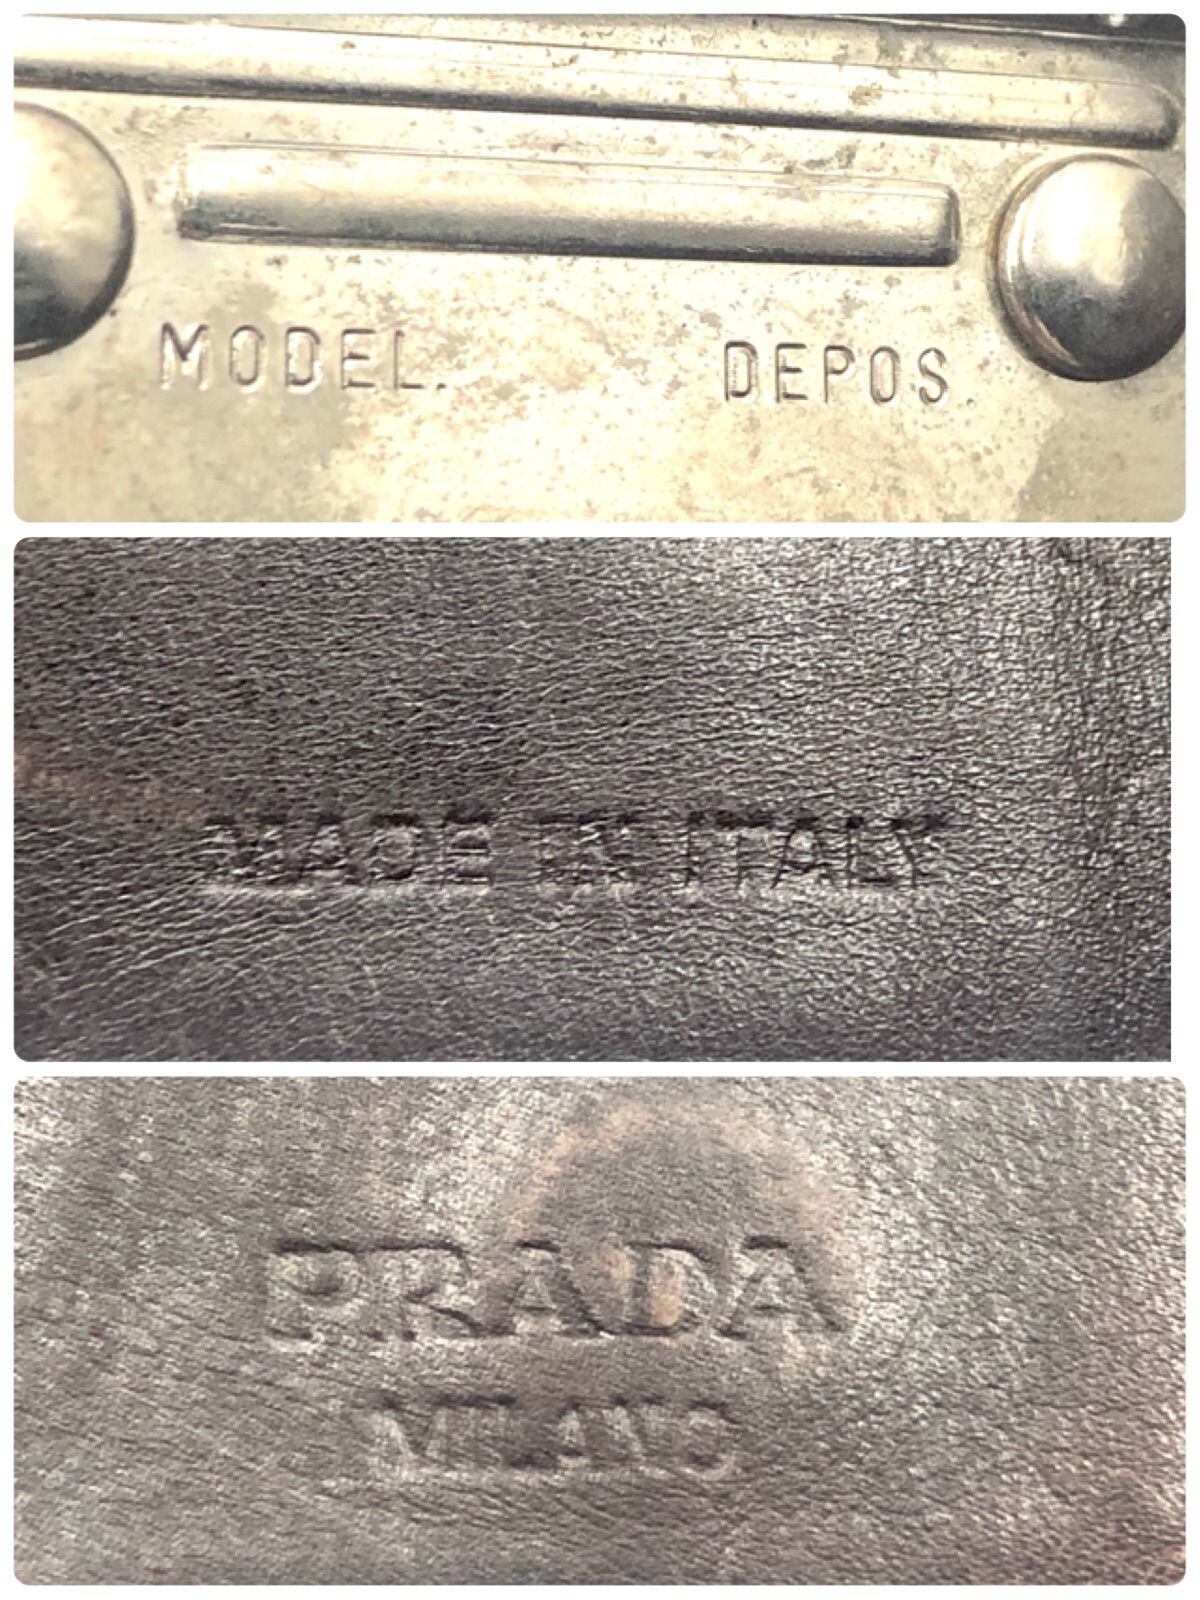 MODEL. DEPOS.
MADE IN ITALY
PRADA
MILANO